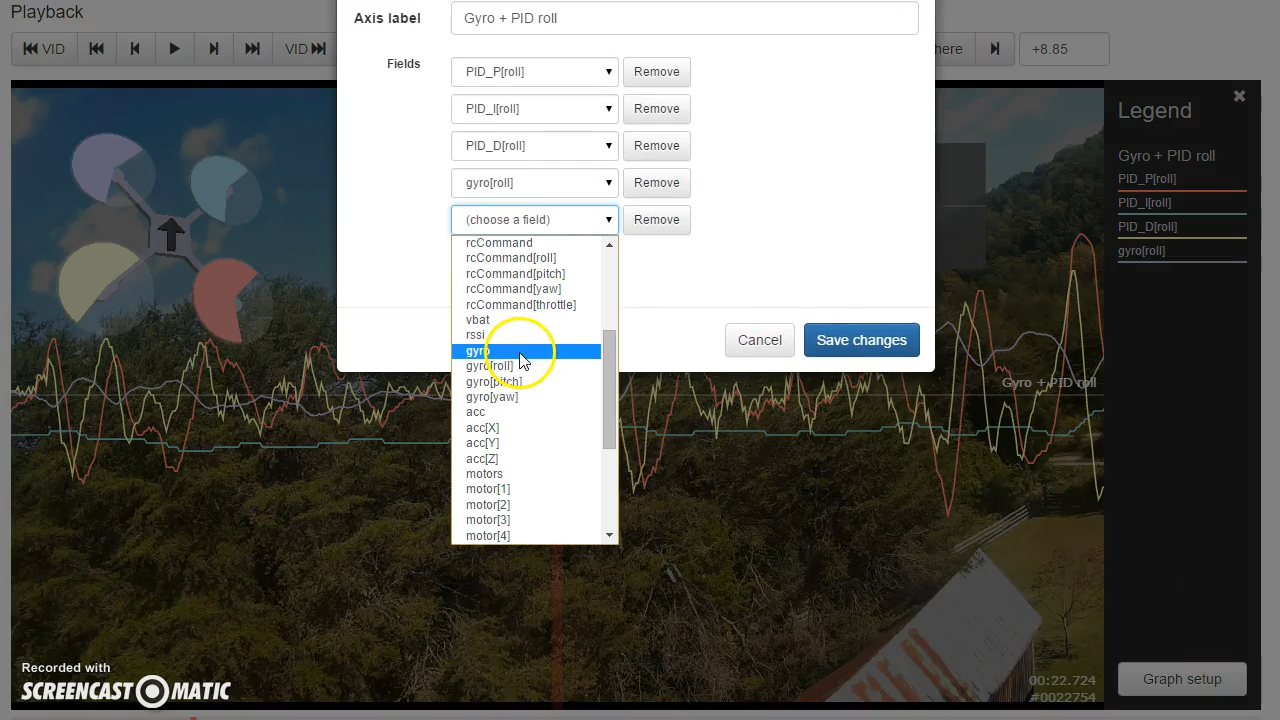 Playback
VID
VID
here
+8.85
Axis label
Gyro + PID roll
Fields
PID_P[roll]
Remove
PID_I[roll]
Remove
PID_D[roll]
Remove
gyro[roll]
Remove
(choose a field)
Remove
rcCommand
rcCommand[roll]
rcCommand[pitch]
rcCommand[yaw]
rcCommand[throttle]
vbat
rssi
gyro
gyro[roll]
gyro[pitch]
gyro[yaw]
acc
acc[X]
acc[Y]
acc[Z]
motors
motor[1]
motor[2]
motor[3]
motor[4]
Cancel
Save changes
Legend
Gyro + PID roll
PID_P[roll]
PID_I[roll]
PID_D[roll]
gyro[roll]
Gyro + PID roll
Recorded with
SCREENCAST MATIC
00:22.724
#0022754
Graph setup